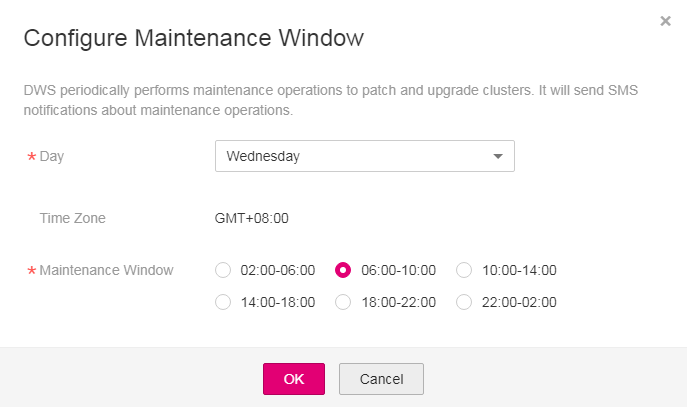 Configure Maintenance Window
DWS periodically performs maintenance operations to patch and upgrade clusters. It will send SMS
notifications about maintenance operations.
* Day Wednesday
Time Zone GMT+08:00
* Maintenance Window 02:00-06:00 06:00-10:00 10:00-14:00
14:00-18:00 18:00-22:00 22:00-02:00
OK Cancel